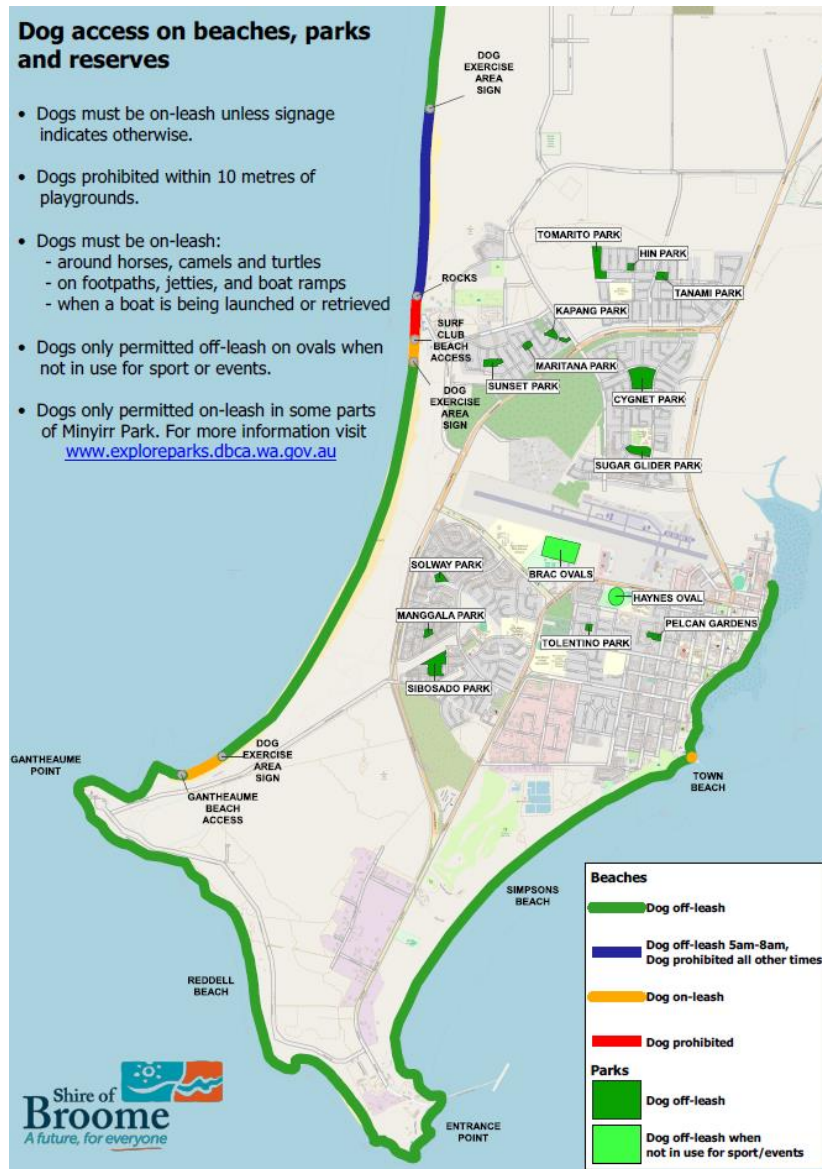 Dog access on beaches, parks
and reserves
• Dogs must be on-leash unless signage
indicates otherwise.
• Dogs prohibited within 10 metres of
playgrounds.
• Dogs must be on-leash:
- around horses, camels and turtles
- on footpaths, jetties, and boat ramps
- when a boat is being launched or retrieved
• Dogs only permitted off-leash on ovals when
not in use for sport or events.
• Dogs only permitted on-leash in some parts
of Minyirr Park. For more information visit
www.exploreparks.dbca.wa.gov.au
DOG
EXERCISE
AREA
SIGN
TOMARITO PARK
HIN PARK
TANAMI PARK
ROCKS
KAPANG PARK
SURF
CLUB
BEACH
ACCESS
MARITANA PARK
SUNSET PARK
DOG
EXERCISE
AREA
SIGN
CYGNET PARK
SUGAR GLIDER PARK
SOLWAY PARK
BRAC OVALS
HAYNES OVAL
MANGGALA PARK
PELCAN GARDENS
TOLENTINO PARK
SIBOSADO PARK
GANTHEAUME
POINT
DOG
EXERCISE
AREA
SIGN
GANTHEAUME
BEACH
ACCESS
TOWN
BEACH
SIMPSONS
BEACH
REDDELL
BEACH
ENTRANCE
POINT
Beaches
Dog off-leash
Dog off-leash 5am-8am,
Dog prohibited all other times
Dog on-leash
Dog prohibited
Parks
Dog off-leash
Dog off-leash when
not in use for sport/events
Shire of
Broome
A future, for everyone